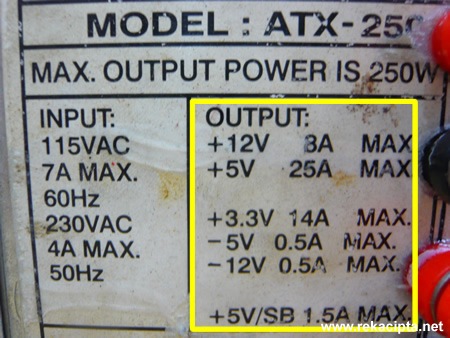 MODEL: ATX-250
MAX. OUTPUT POWER IS 250W
INPUT:
115VAC
7A MAX.
60Hz
230VAC
4A MAX.
50Hz
OUTPUT:
+12V MAX.
+5V 25A MAX.
+3.3V 14A MAX.
-5V 0.5A MAX.
-12V 0.5A MAX.
+5V/SB 1.5A MAX.
www.rekacipta.net